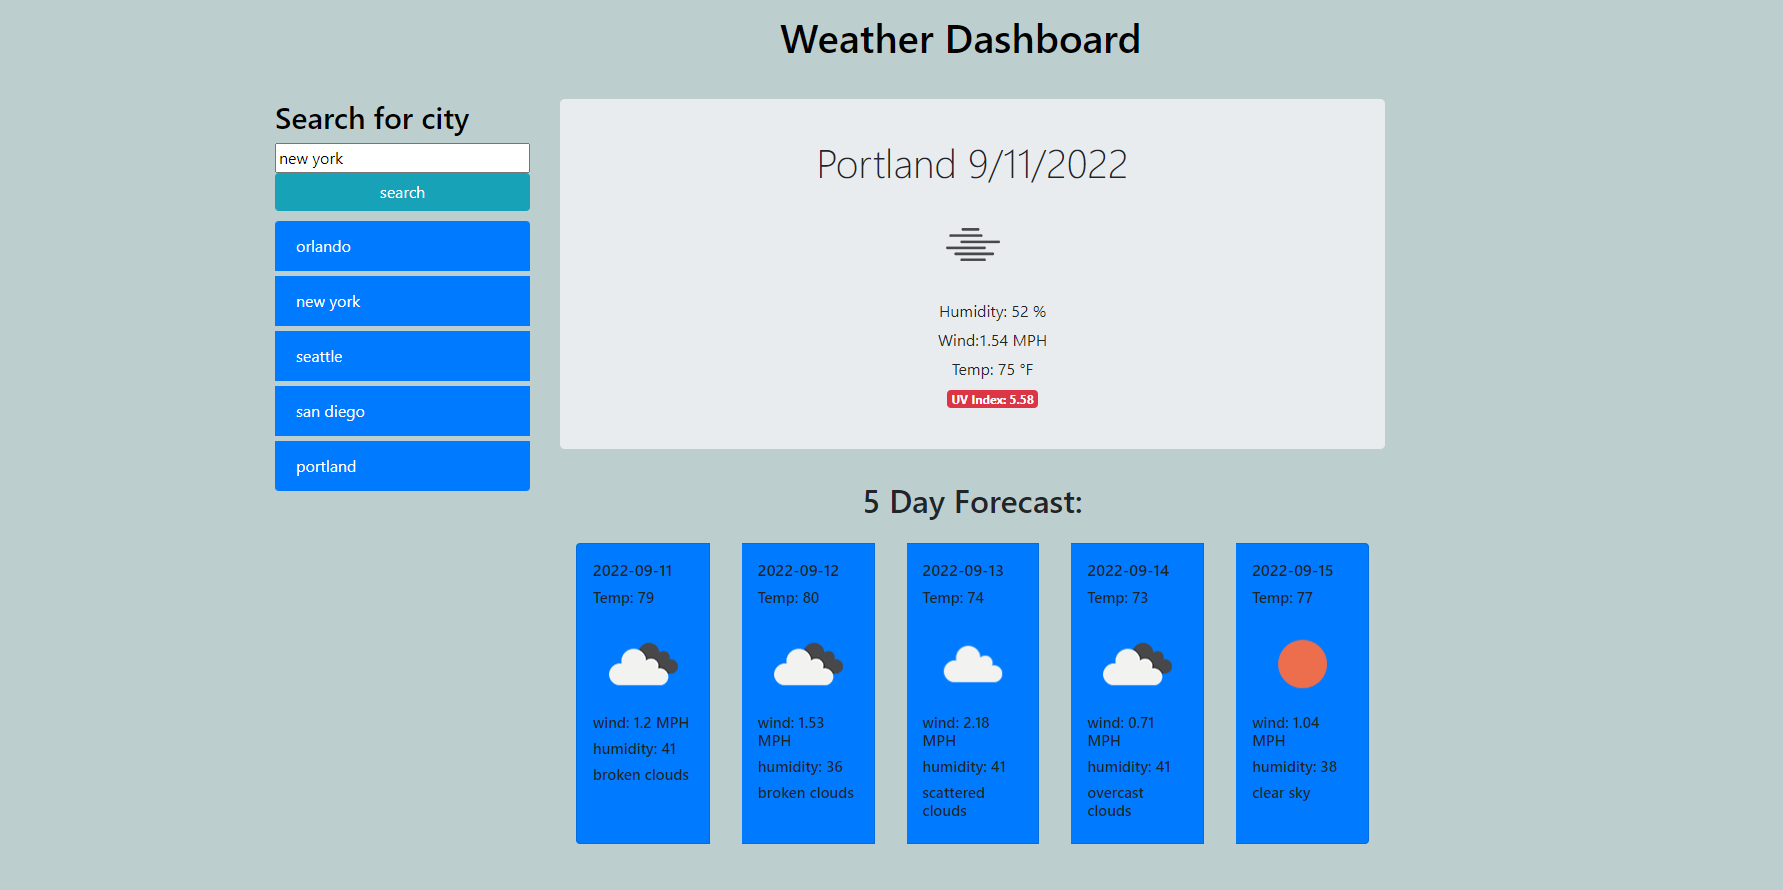 Weather Dashboard
Search for city
new york
search
orlando
new york
seattle
san diego
portland
Portland 9/11/2022
Humidity: 52 %
Wind:1.54 MPH
Temp: 75 °F
UV Index: 5.58
5 Day Forecast:
2022-09-11
Temp: 79
wind: 1.2 MPH
humidity: 41
broken clouds
2022-09-12
Temp: 80
wind: 1.53
MPH
humidity: 36
broken clouds
2022-09-13
Temp: 74
wind: 2.18
MPH
humidity: 41
scattered
clouds
2022-09-14
Temp: 73
wind: 0.71
MPH
humidity: 41
overcast
clouds
2022-09-15
Temp: 77
wind: 1.04
MPH
humidity: 38
clear sky